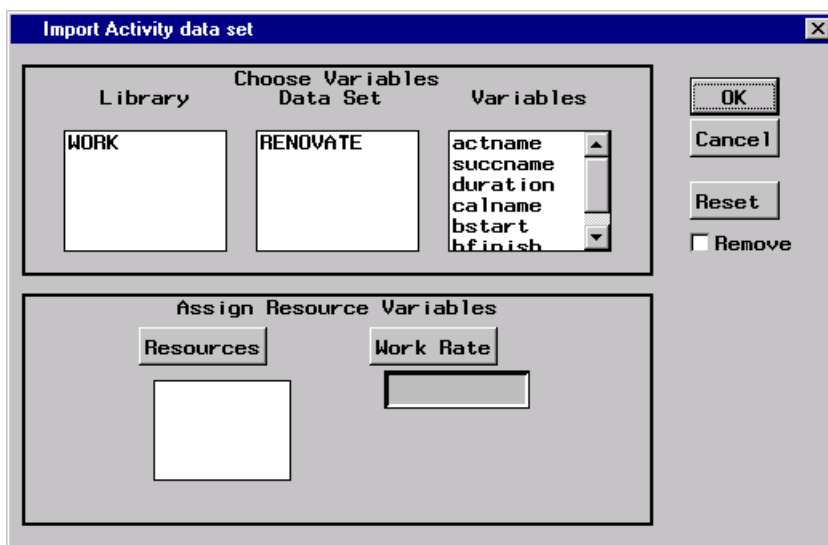 Import Activity data set
Choose Variables
Library Data Set Variables
WORK
RENOVATE
actname
succname
duration
calname
bstart
bfinish
OK
Cancel
Reset
Remove
Assign Resource Variables
Resources
Work Rate